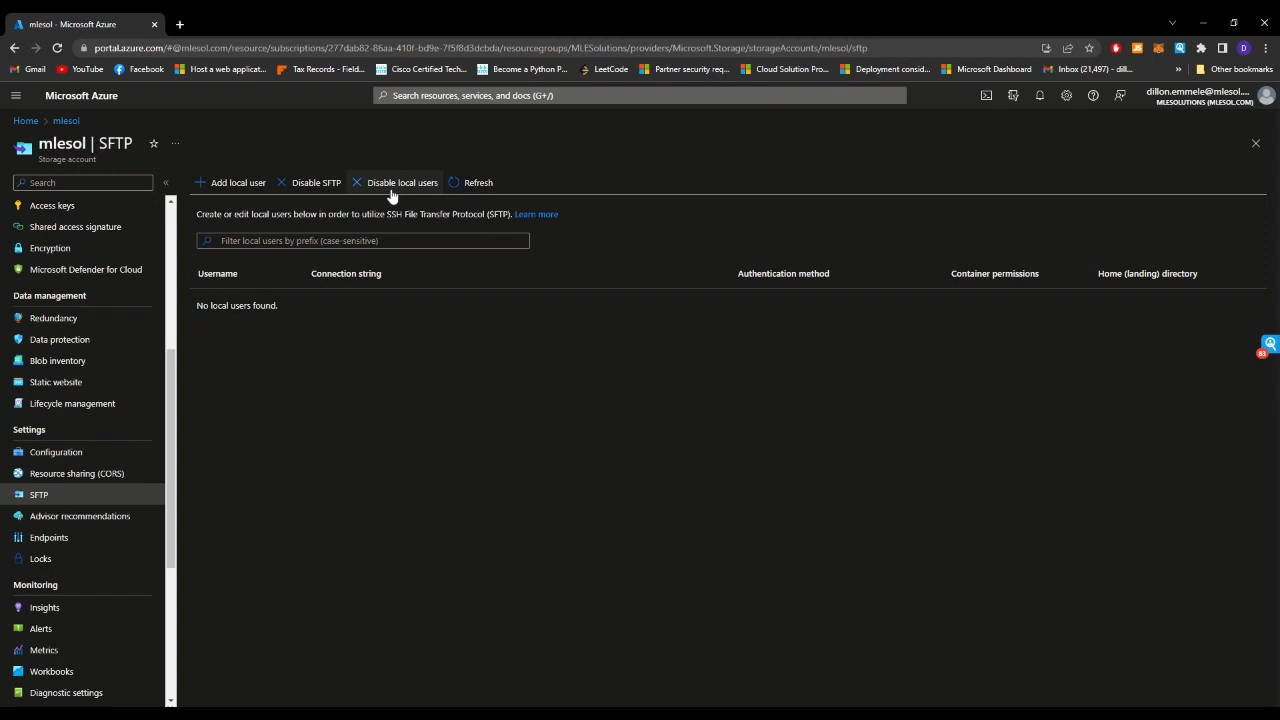 mlesol - Microsoft Azure
portal.azure.com/#@mlesol.com/resource/subscriptions/277dab82-86aa-410f-bd9e-7f5f8d3dcbda/resourcegroups/MLESolutions/providers/Microsoft.Storage/storageAccounts/mlesol/sftp
D
Gmail YouTube Facebook Host a web applicat... Tax Records - Field... Cisco Certified Tech... Become a Python P... LeetCode Partner security req... Cloud Solution Pro... Deployment consid... Microsoft Dashboard Inbox (21,497) - dill... » Other bookmarks
Microsoft Azure
Search resources, services, and docs (G+/)
dillon.emmele@mlesol....
MLESOLUTIONS (MLESOL.COM)
Home > mlesol
mlesol | SFTP
Storage account
Search
«
Add local user Disable SFTP Disable local users Refresh
Access keys
Shared access signature
Encryption
Microsoft Defender for Cloud
Data management
Redundancy
Data protection
Blob inventory
Static website
Lifecycle management
Settings
Configuration
Resource sharing (CORS)
SFTP
Advisor recommendations
Endpoints
Locks
Monitoring
Insights
Alerts
Metrics
Workbooks
Diagnostic settings
Create or edit local users below in order to utilize SSH File Transfer Protocol (SFTP). Learn more
Filter local users by prefix (case-sensitive)
Username Connection string Authentication method Container permissions Home (landing) directory
No local users found.
83